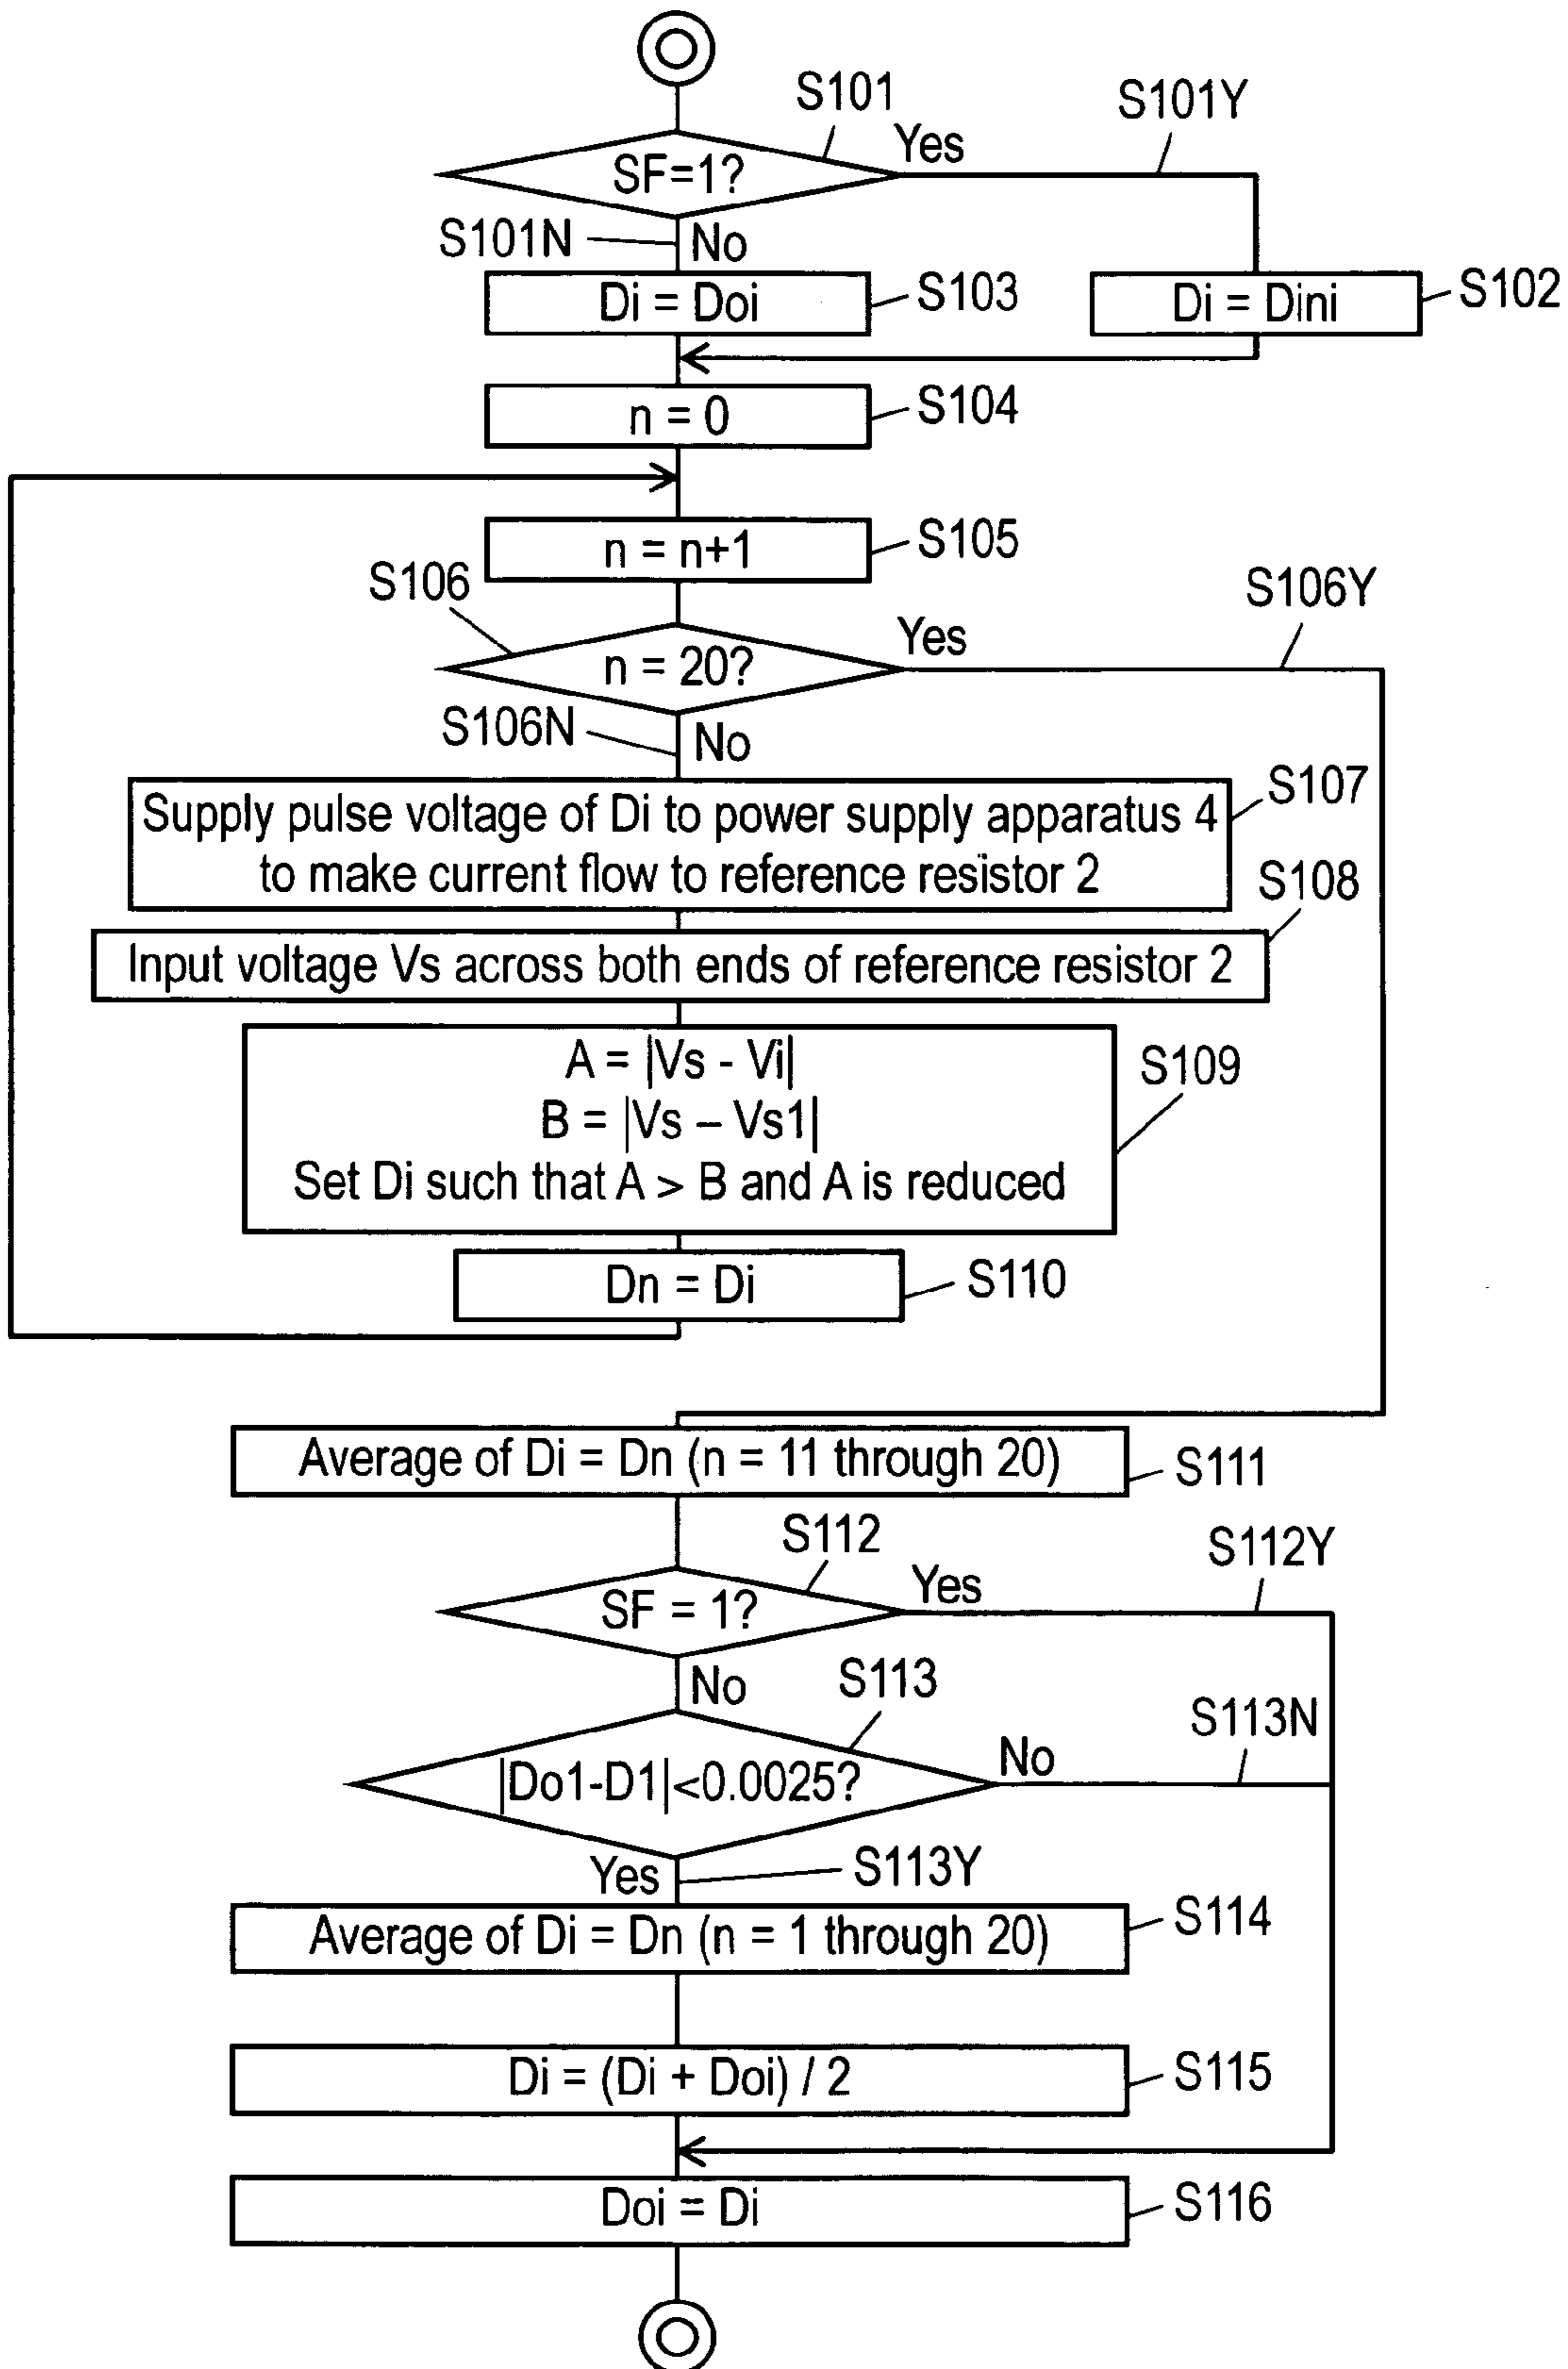 S101
S101Y
Yes
SF=1?
S101N
No
Di = Doi
S103
Di = Dini
S102
n = 0
S104
n = n+1
S105
S106
S106Y
Yes
n = 20?
S106N
No
S107
Supply pulse voltage of Di to power supply apparatus 4
to make current flow to reference resistor 2
S108
Input voltage Vs across both ends of reference resistor 2
A = |Vs - Vi|
S109
B = |Vs – Vs1|
Set Di such that A > B and A is reduced
Dn = Di
S110
Average of Di = Dn (n = 11 through 20)
S111
S112
S112Y
Yes
SF = 1?
No
S113
S113N
No
|Do1-D1|<0.0025?
Yes
S113Y
Average of Di = Dn (n = 1 through 20)
S114
Di = (Di + Doi) / 2
S115
Doi = Di
S116